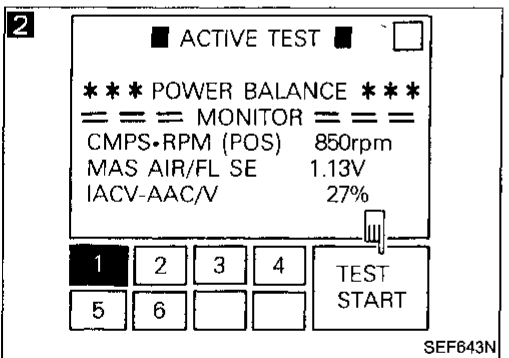 2
■ ACTIVE TEST ■
*** POWER BALANCE ***
= = = MONITOR = = =
CMPS•RPM (POS) 850rpm
MAS AIR/FL SE 1.13V
IACV-AAC/V 27%
1 2 3 4 TEST START
5 6
SEF643N